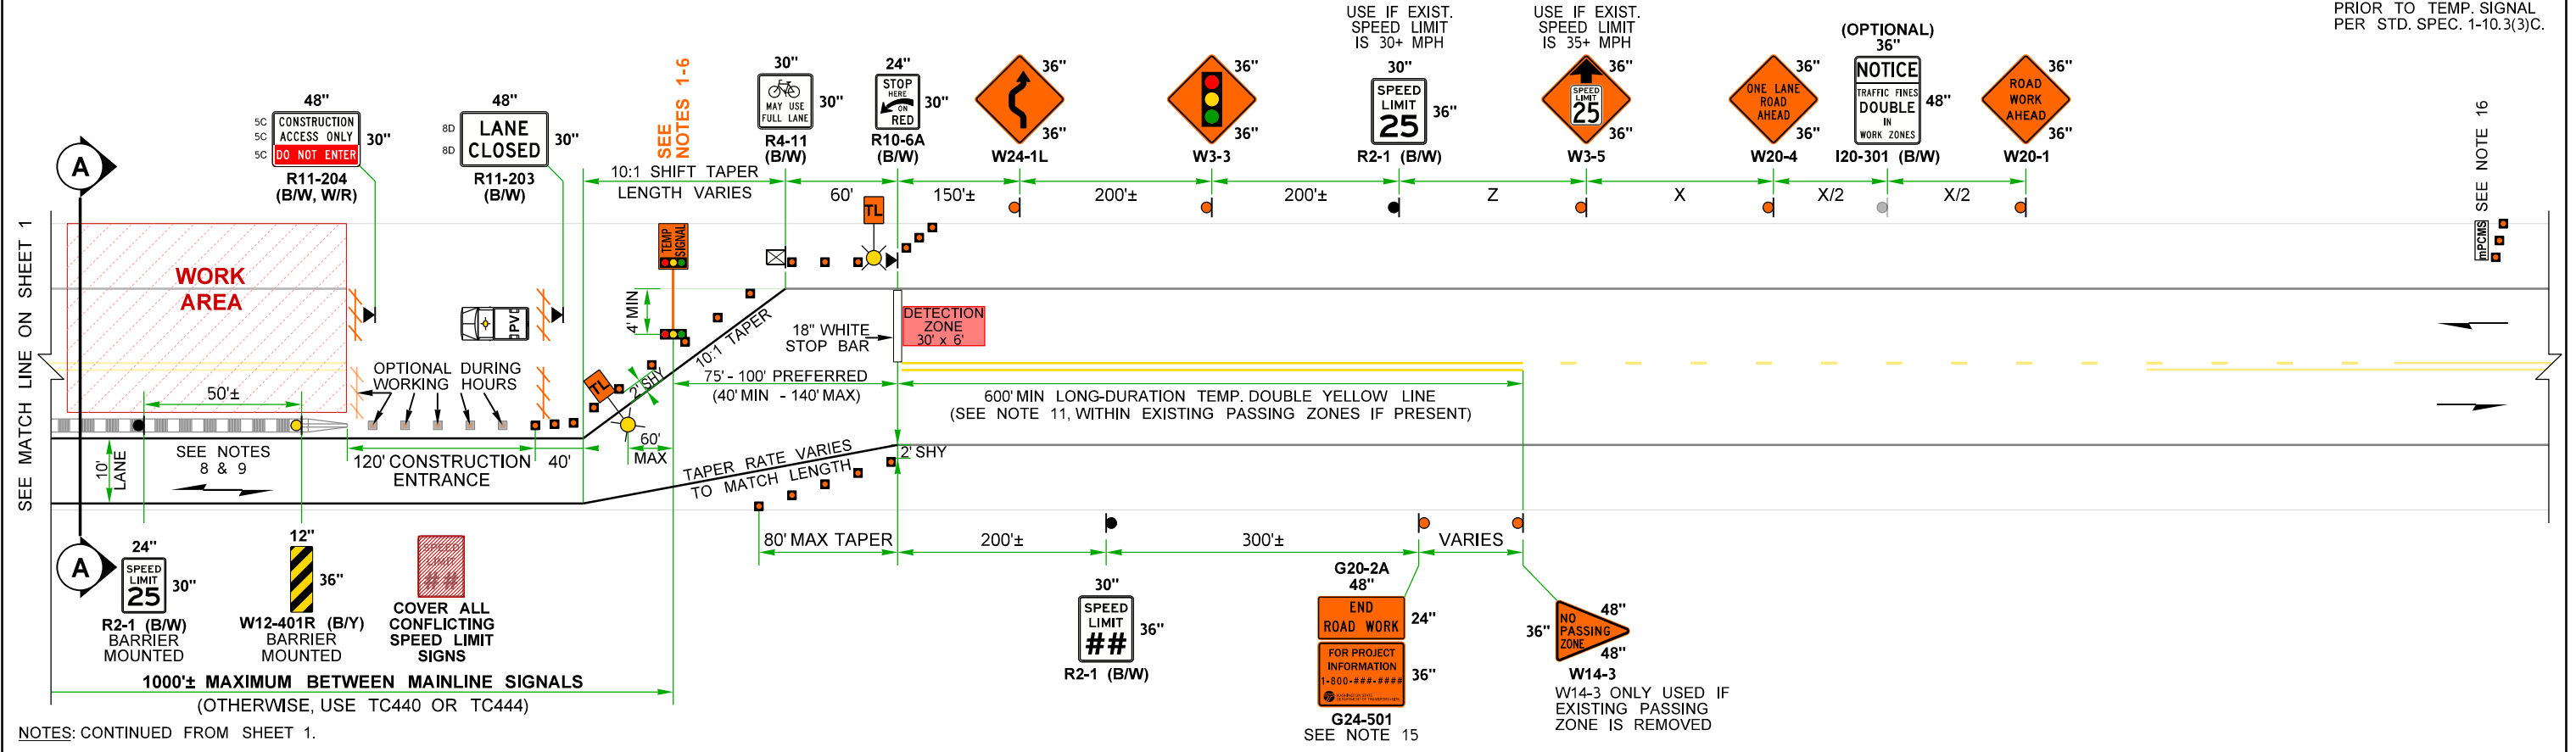 PRIOR TO TEMP. SIGNAL
PER STD. SPEC. 1-10.3(3)C.
USE IF EXIST.
SPEED LIMIT
IS 30+ MPH
USE IF EXIST.
SPEED LIMIT
IS 35+ MPH
(OPTIONAL)
36"
NOTICE
TRAFFIC FINES
DOUBLE
IN
WORK ZONES
48"
I20-301 (B/W)
36"
ROAD
WORK
AHEAD
36"
W20-1
36"
ONE LANE
ROAD
AHEAD
36"
W20-4
36"
SPEED
LIMIT
25
36"
W3-5
30"
SPEED
LIMIT
25
36"
R2-1 (B/W)
36"
36"
W3-3
36"
36"
W24-1L
24"
STOP
HERE
ON
RED
30"
R10-6A
(B/W)
30"
MAY USE
FULL LANE
30"
R4-11
(B/W)
SEE
NOTES 1-6
48"
LANE
CLOSED
8D
8D
30"
R11-203
(B/W)
48"
CONSTRUCTION
ACCESS ONLY
DO NOT ENTER
5C
5C
5C
30"
R11-204
(B/W, W/R)
A
10:1 SHIFT TAPER
LENGTH VARIES
60'
150'±
200'±
200'±
Z
X
X/2
X/2
SEE NOTE 16
mPCMS
SEE MATCH LINE ON SHEET 1
WORK
AREA
PV
TEMP
SIGNAL
TL
4' MIN
10:1 TAPER
18" WHITE
STOP BAR
DETECTION
ZONE
30' x 6'
OPTIONAL DURING
WORKING HOURS
TL
2' SHY
75' - 100' PREFERRED
(40' MIN - 140' MAX)
600' MIN LONG-DURATION TEMP. DOUBLE YELLOW LINE
(SEE NOTE 11, WITHIN EXISTING PASSING ZONES IF PRESENT)
50'±
10'
LANE
SEE NOTES
8 & 9
120' CONSTRUCTION
ENTRANCE
40'
60'
MAX
TAPER RATE VARIES
TO MATCH LENGTH
2' SHY
80' MAX TAPER
200'±
300'±
VARIES
A
24"
SPEED
LIMIT
25
30"
R2-1 (B/W)
BARRIER
MOUNTED
12"
36"
W12-401R (B/Y)
BARRIER
MOUNTED
SPEED
LIMIT
##
COVER ALL
CONFLICTING
SPEED LIMIT
SIGNS
30"
SPEED
LIMIT
##
36"
R2-1 (B/W)
G20-2A
48"
END
ROAD WORK
24"
FOR PROJECT
INFORMATION
1-800-###-####
36"
G24-501
SEE NOTE 15
36"
NO
PASSING
ZONE
48"
48"
W14-3
W14-3 ONLY USED IF
EXISTING PASSING
ZONE IS REMOVED
1000'± MAXIMUM BETWEEN MAINLINE SIGNALS
(OTHERWISE, USE TC440 OR TC444)
NOTES: CONTINUED FROM SHEET 1.